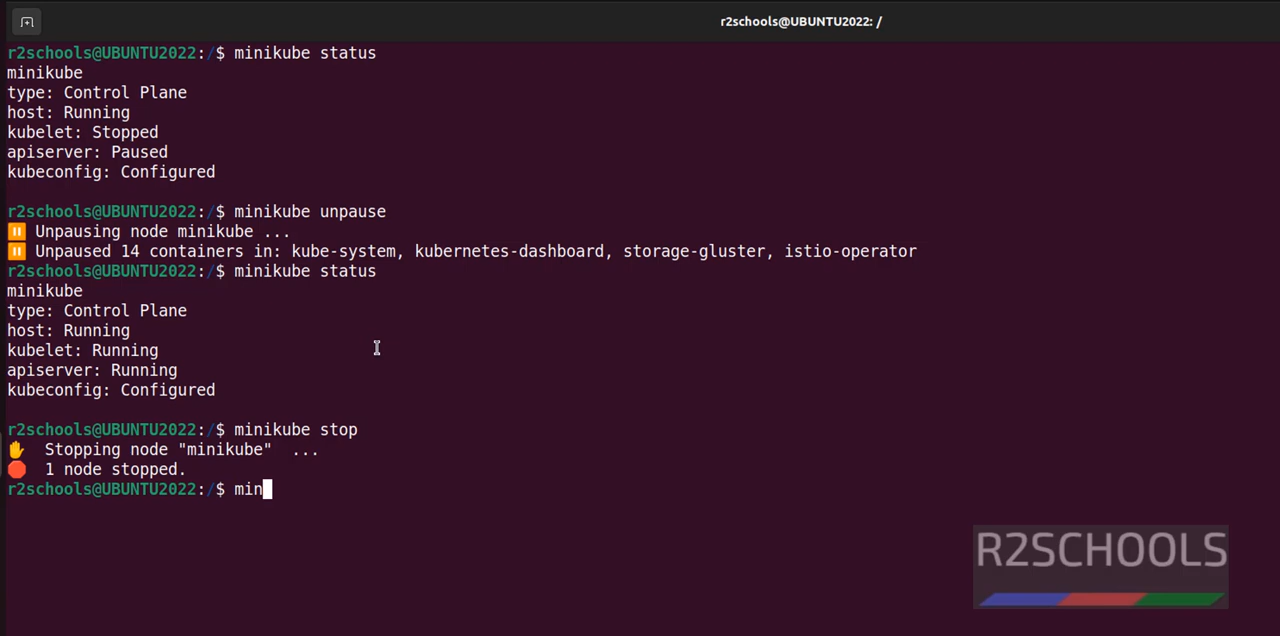 r2schools@UBUNTU2022: /
r2schools@UBUNTU2022:/$ minikube status
minikube
type: Control Plane
host: Running
kubelet: Stopped
apiserver: Paused
kubeconfig: Configured
r2schools@UBUNTU2022:/$ minikube unpause
Unpausing node minikube ...
Unpaused 14 containers in: kube-system, kubernetes-dashboard, storage-gluster, istio-operator
r2schools@UBUNTU2022:/$ minikube status
minikube
type: Control Plane
host: Running
kubelet: Running
apiserver: Running
kubeconfig: Configured
r2schools@UBUNTU2022:/$ minikube stop
Stopping node "minikube"  ...
1 node stopped.
r2schools@UBUNTU2022:/$ min
R2SCHOOLS